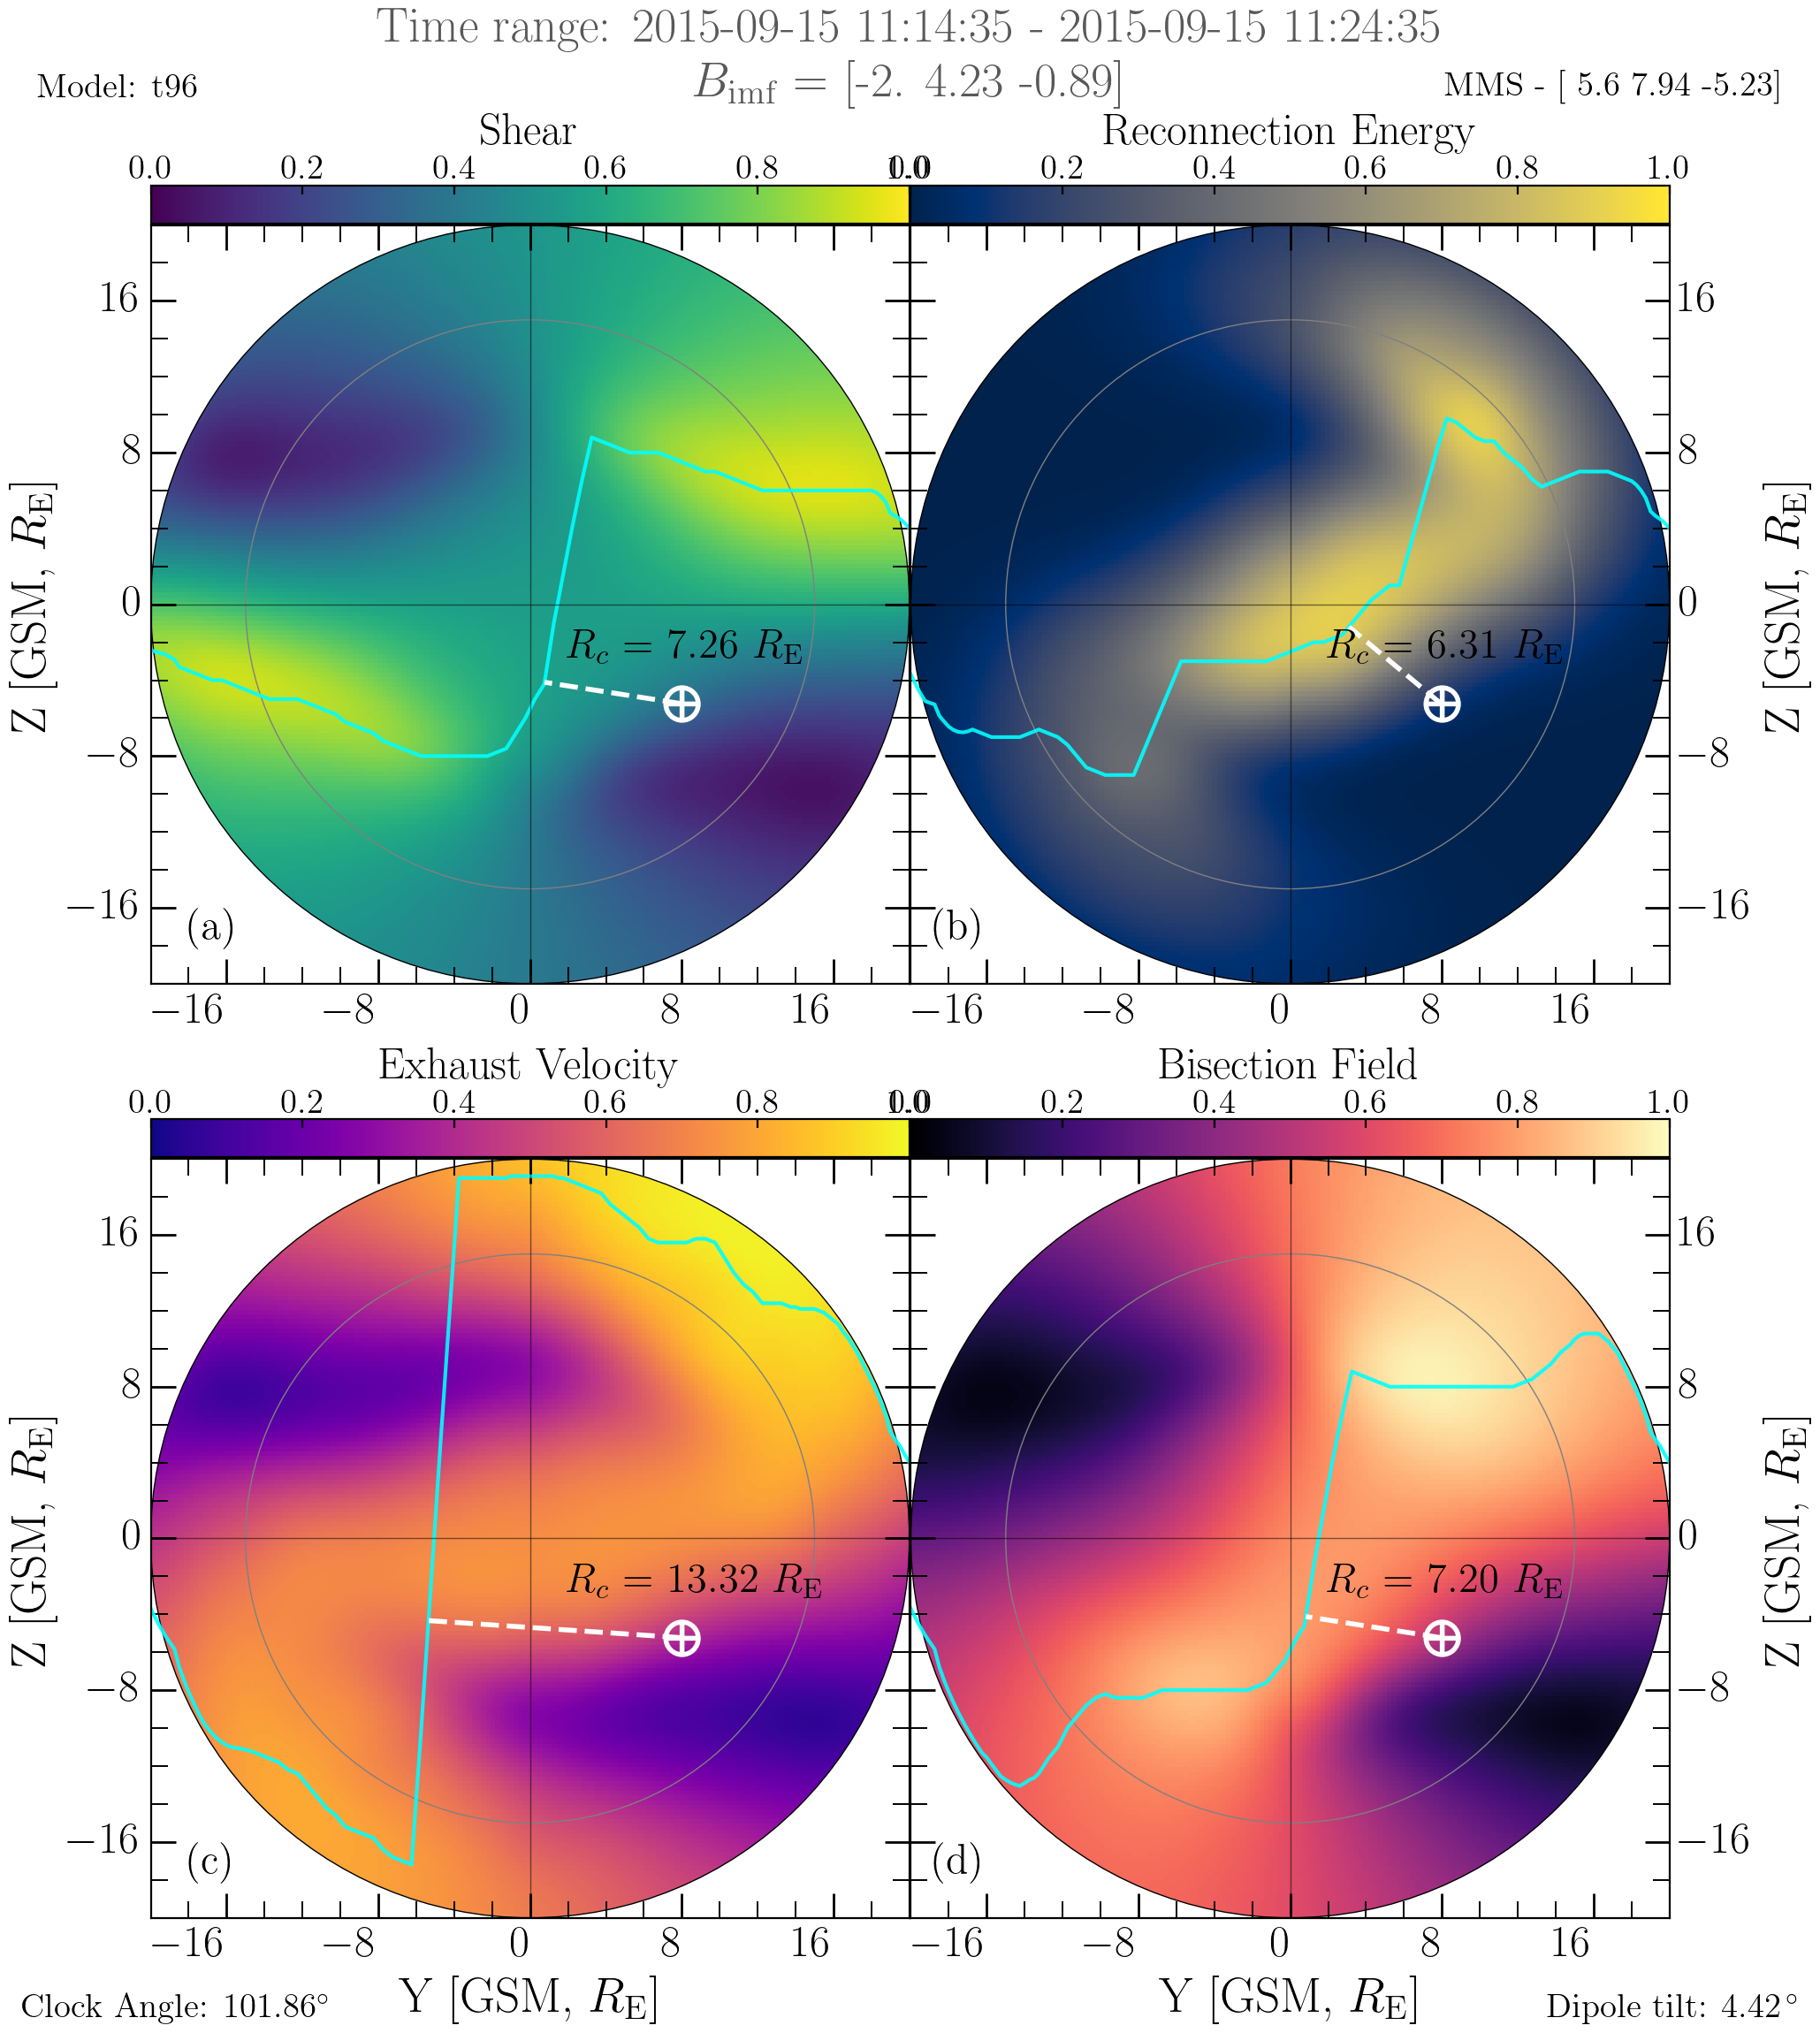 Time range: 2015-09-15 11:14:35 - 2015-09-15 11:24:35
Model: t96
B_imf = [-2. 4.23 -0.89]
MMS - [ 5.6 7.94 -5.23]
Shear
Reconnection Energy
0.0 0.2 0.4 0.6 0.8 1.0
0.0 0.2 0.4 0.6 0.8 1.0
16
8
0
−8
−16
Z [GSM, R_E]
R_c = 7.26 R_E
(a)
R_c = 6.31 R_E
(b)
16
8
0
−8
−16
Z [GSM, R_E]
−16 −8 0 8 16
−16 −8 0 8 16
Exhaust Velocity
Bisection Field
0.0 0.2 0.4 0.6 0.8 1.0
0.0 0.2 0.4 0.6 0.8 1.0
16
8
0
−8
−16
Z [GSM, R_E]
R_c = 13.32 R_E
(c)
R_c = 7.20 R_E
(d)
16
8
0
−8
−16
Z [GSM, R_E]
−16 −8 0 8 16
−16 −8 0 8 16
Y [GSM, R_E]
Y [GSM, R_E]
Clock Angle: 101.86°
Dipole tilt: 4.42°